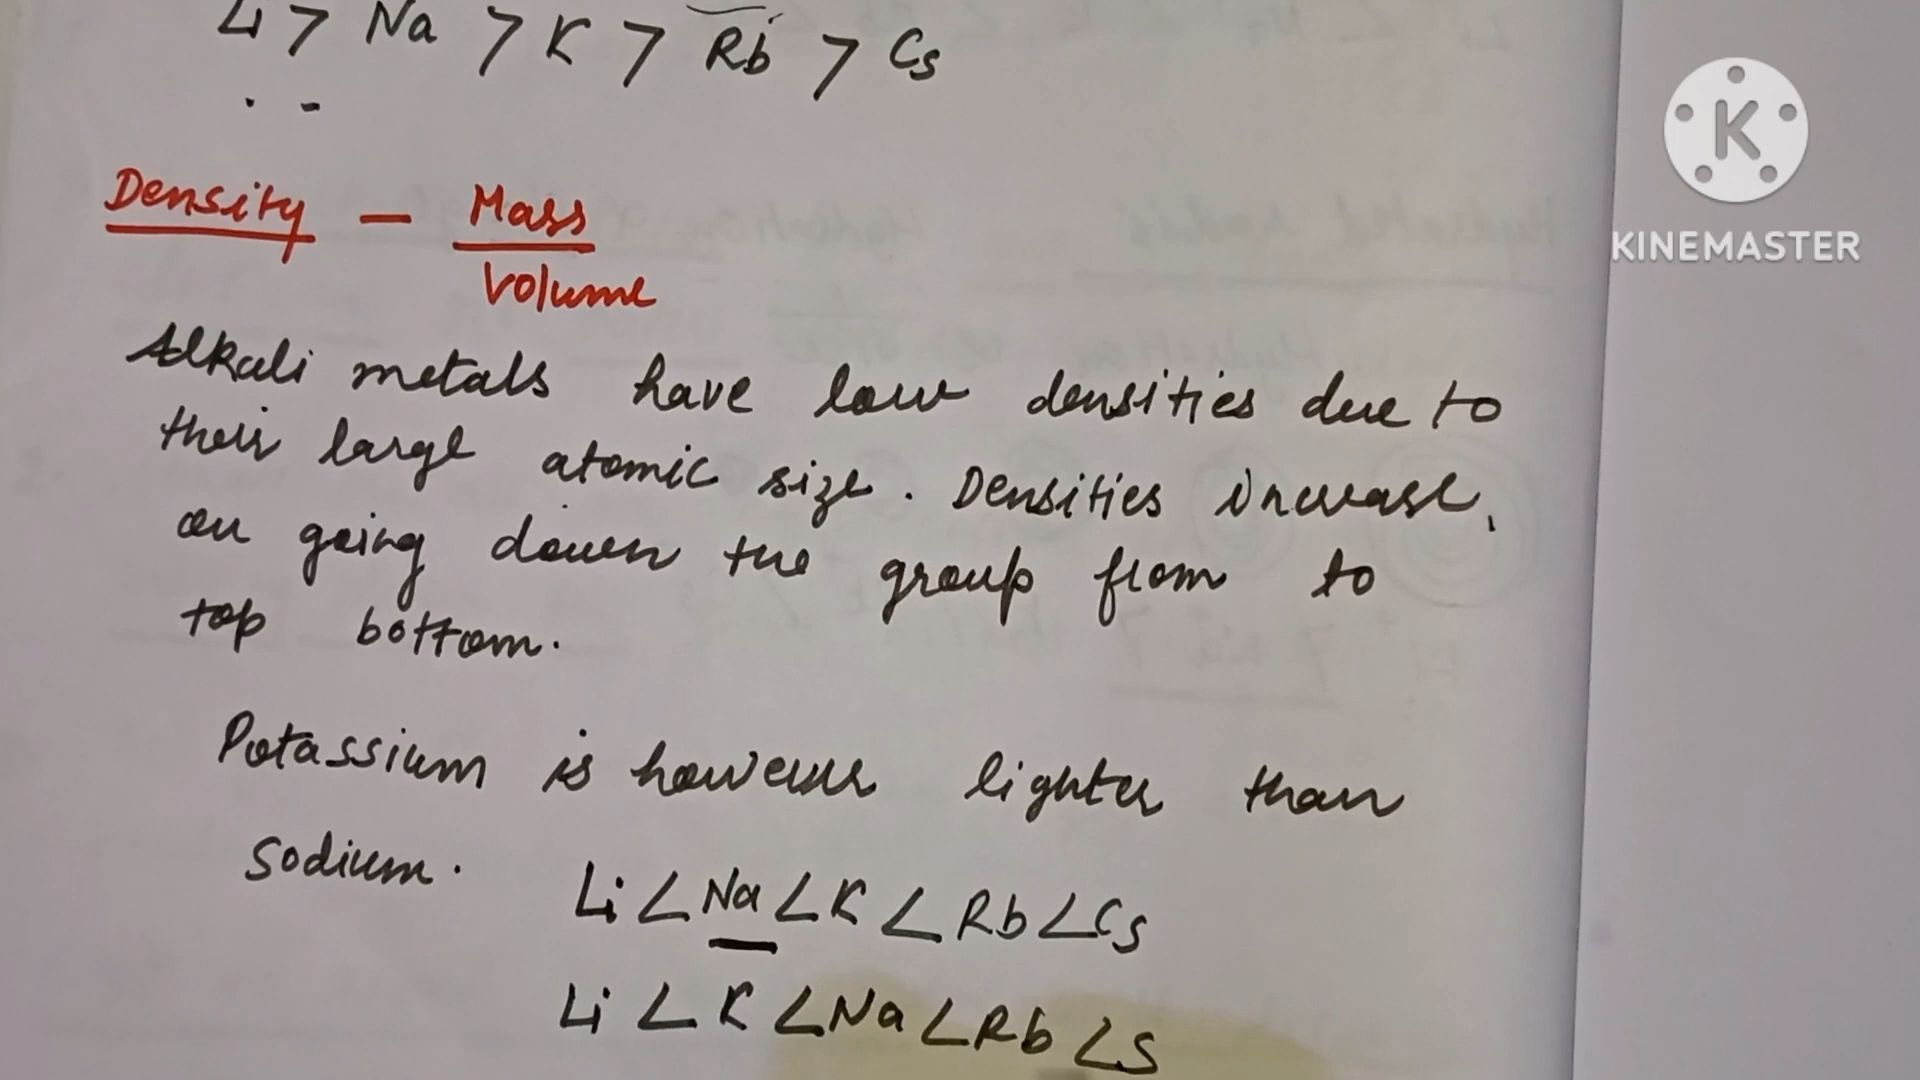 Li > Na > K > Rb > Cs
Density - Mass
Volume
Alkali metals have low densities due to
their large atomic size. Densities increase
on going down the group from to
top bottom.
Potassium is however lighter than
Sodium.
Li < Na < K < Rb < Cs
Li < K < Na < Rb < S
K
KINEMASTER